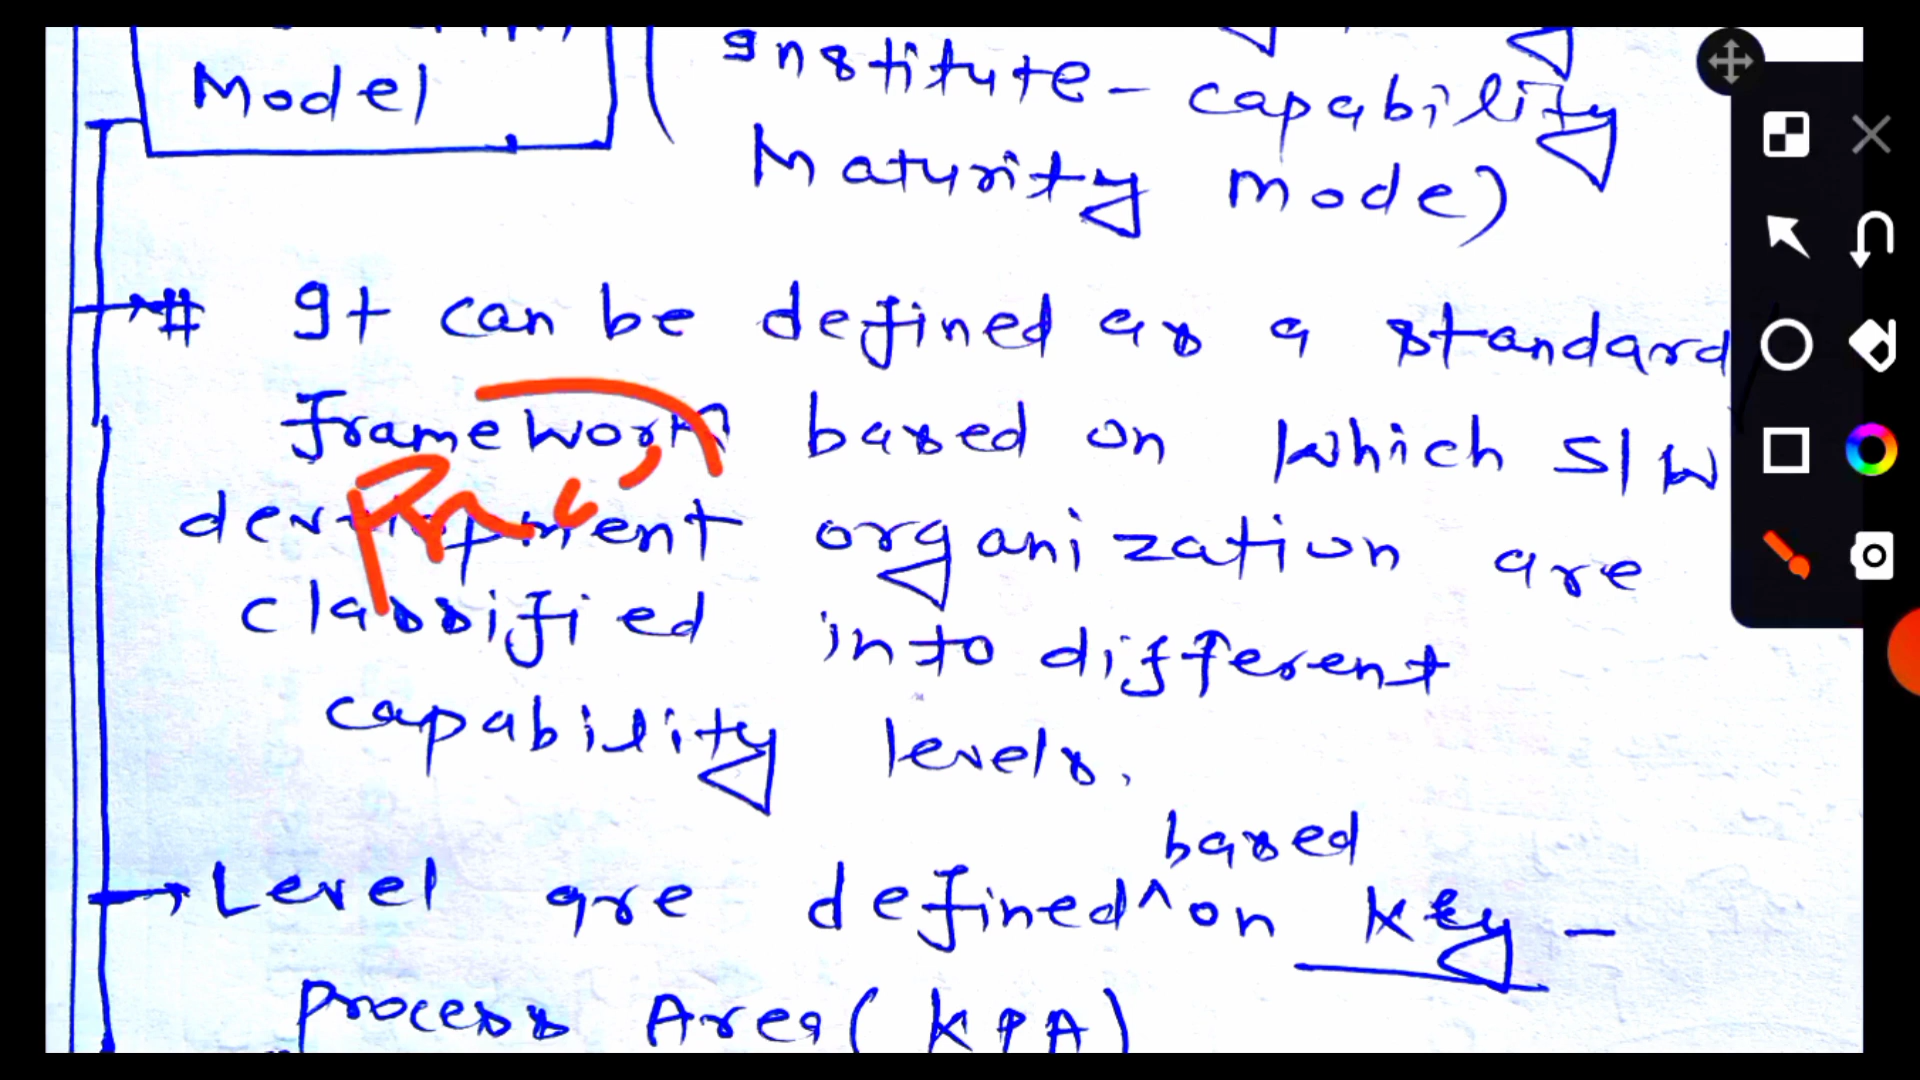 Model
Institute - capability
Maturity mode)
# It can be defined as a standard
framework based on which S/W
development organization are
classified into different
capability levels.
based
Level are defined ^ on key -
process Area (KPA)